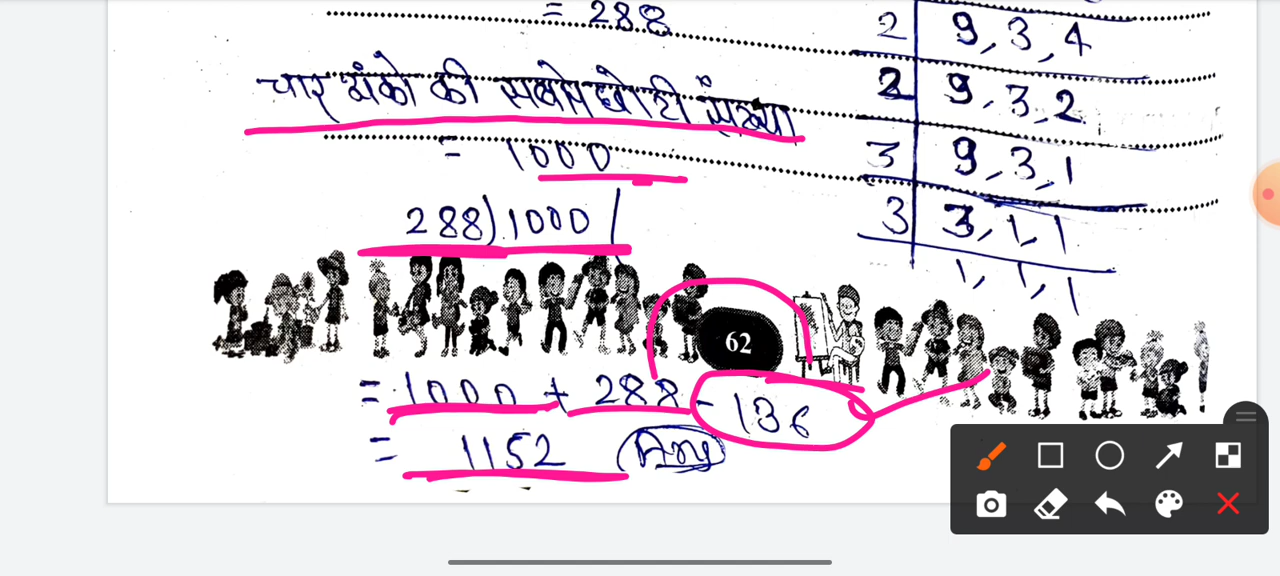 = 288
चार अंको की सबसे छोटी संख्या
= 1000
288)1000(
62
= 1000 + 288 - 136
= 1152 Ans
2 | 9, 3, 4
2 | 9, 3, 2
3 | 9, 3, 1
3 | 3, 1, 1
1, 1, 1